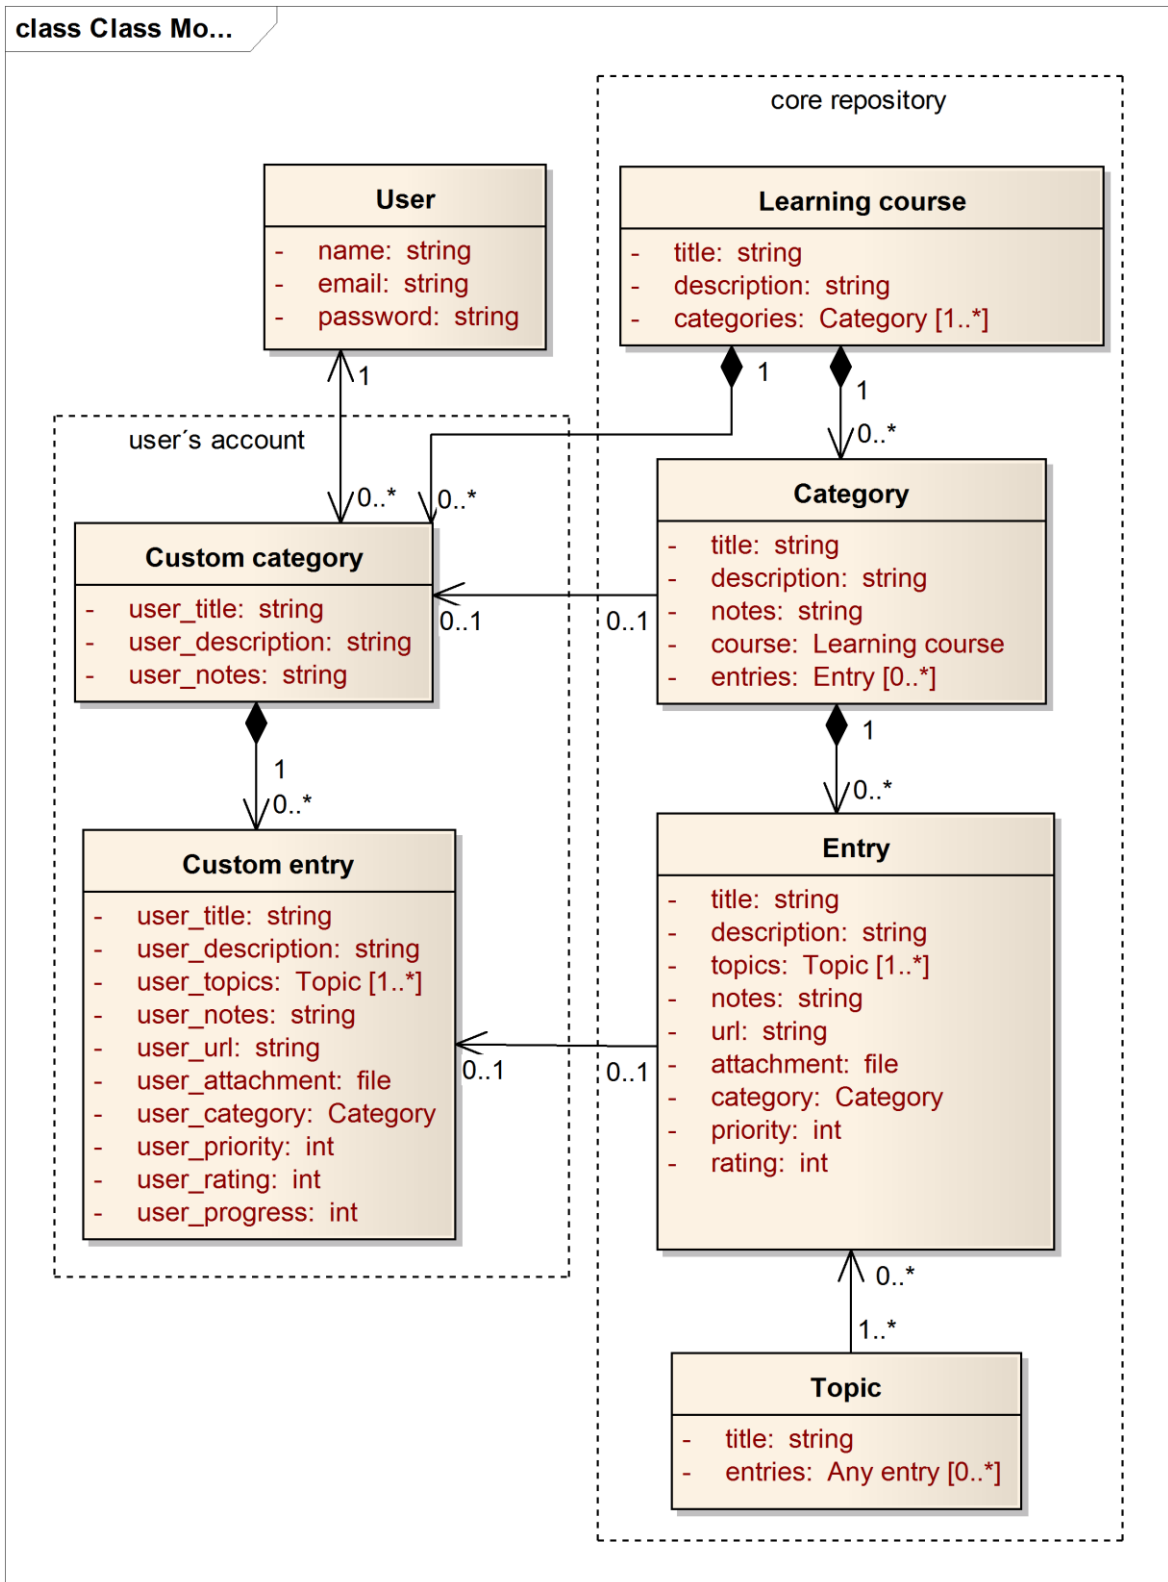 class Class Mo...
core repository
User
- name: string
- email: string
- password: string
Learning course
- title: string
- description: string
- categories: Category [1..*]
1
1
1
0..*
user´s account
0..*
0..*
Custom category
- user_title: string
- user_description: string
- user_notes: string
Category
- title: string
- description: string
- notes: string
- course: Learning course
- entries: Entry [0..*]
0..1
0..1
1
0..*
1
0..*
Custom entry
- user_title: string
- user_description: string
- user_topics: Topic [1..*]
- user_notes: string
- user_url: string
- user_attachment: file
- user_category: Category
- user_priority: int
- user_rating: int
- user_progress: int
Entry
- title: string
- description: string
- topics: Topic [1..*]
- notes: string
- url: string
- attachment: file
- category: Category
- priority: int
- rating: int
0..1
0..1
0..*
1..*
Topic
- title: string
- entries: Any entry [0..*]